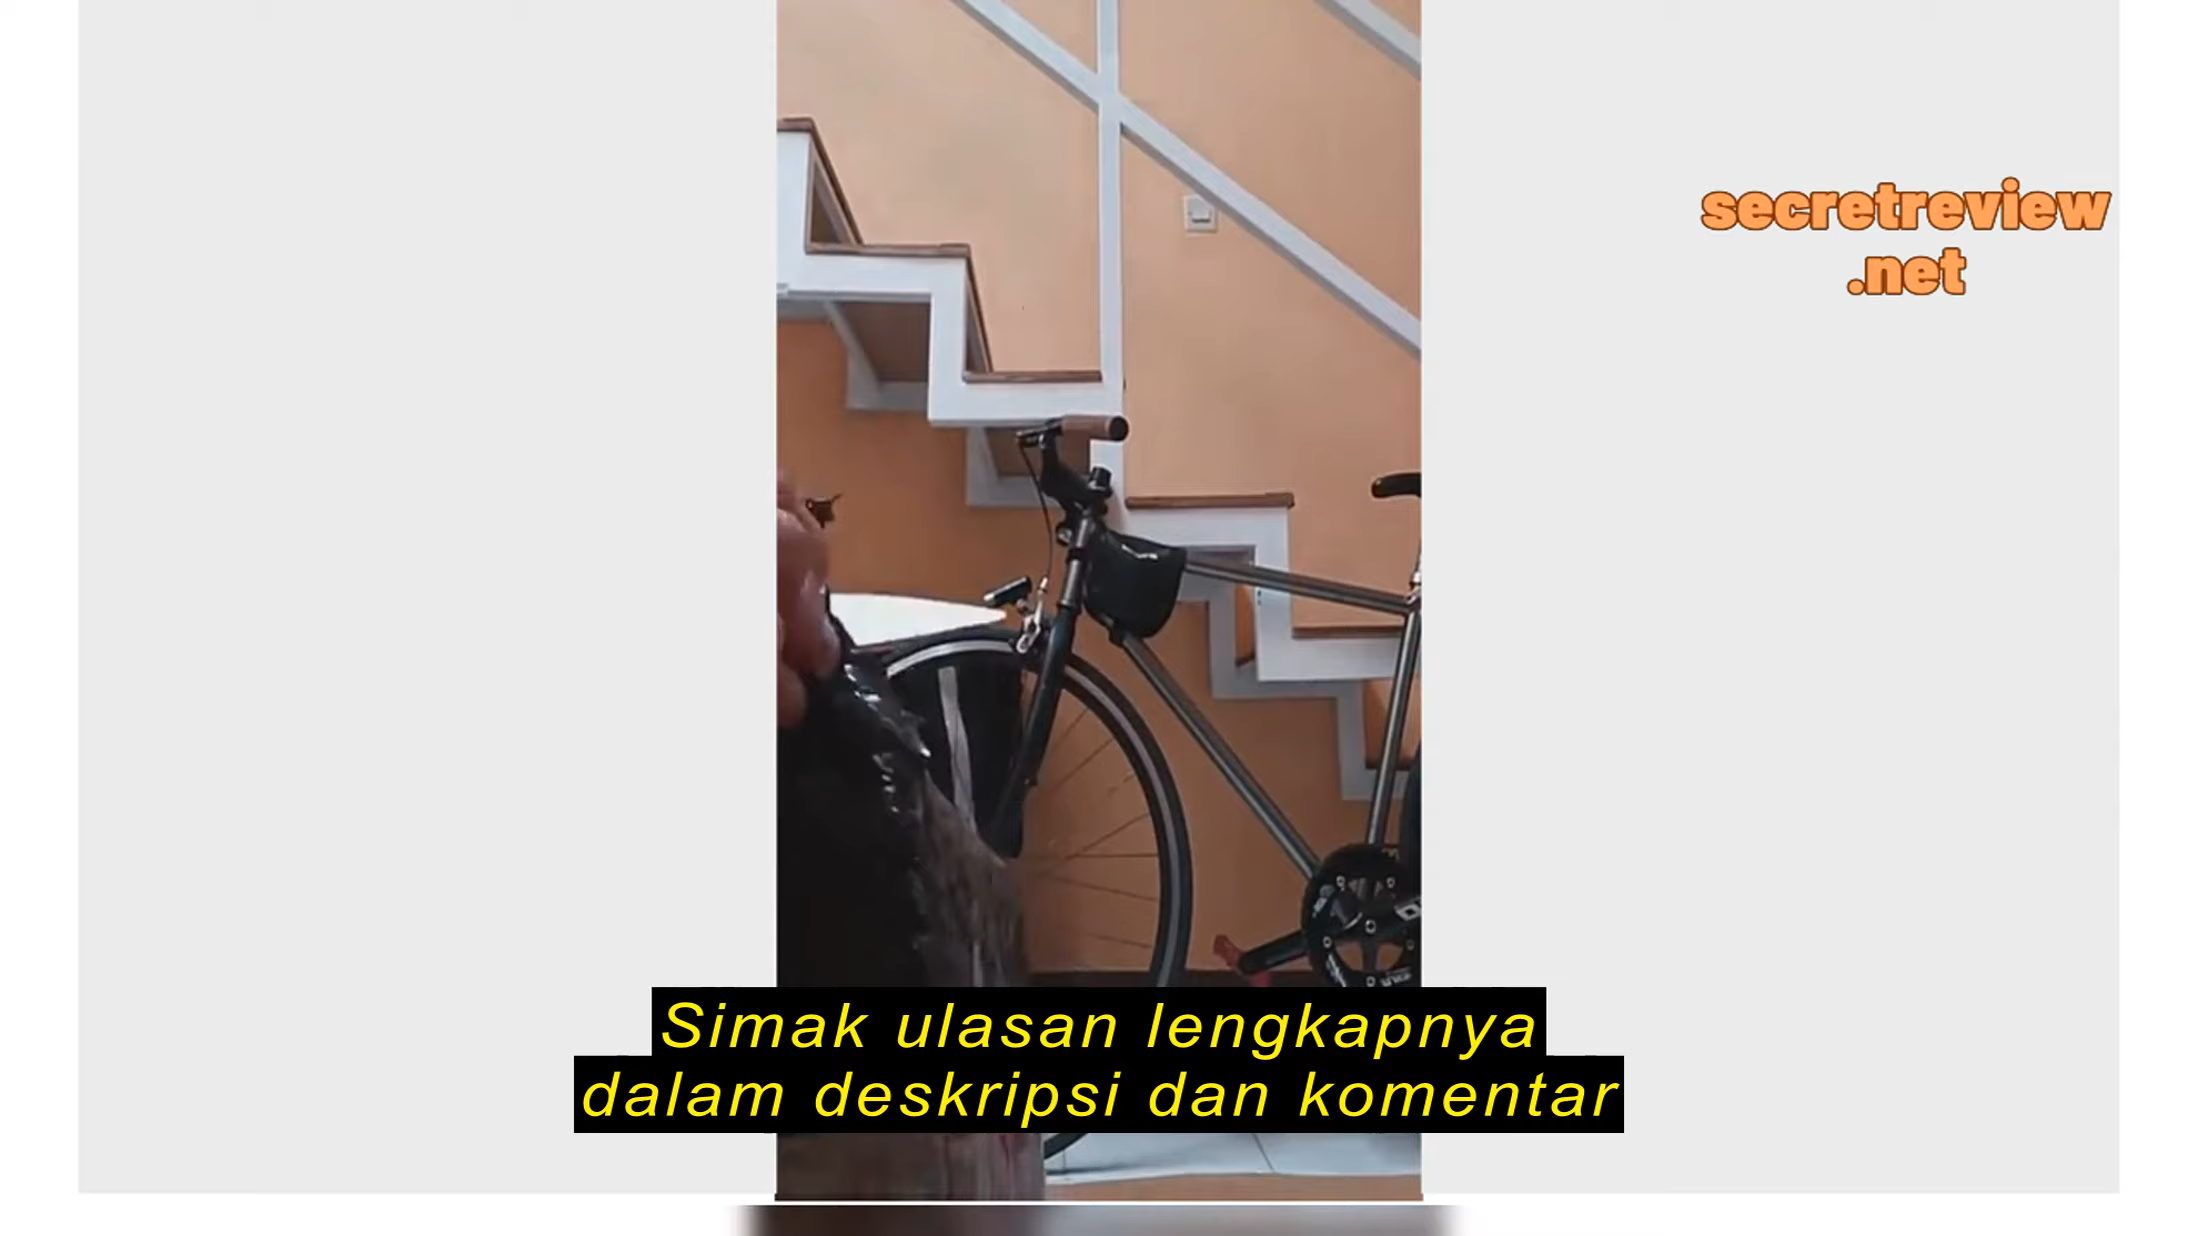 secretreview
.net
Simak ulasan lengkapnya
dalam deskripsi dan komentar